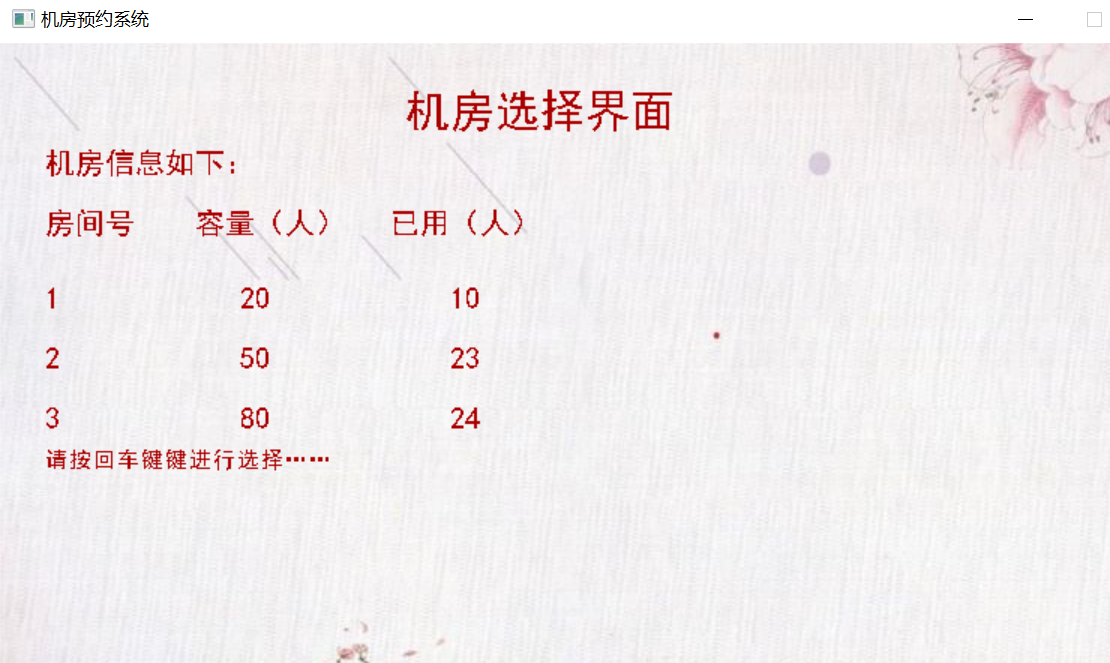 机房预约系统
机房选择界面
机房信息如下：
房间号 容量（人） 已用（人）
1 20 10
2 50 23
3 80 24
请按回车键键进行选择……